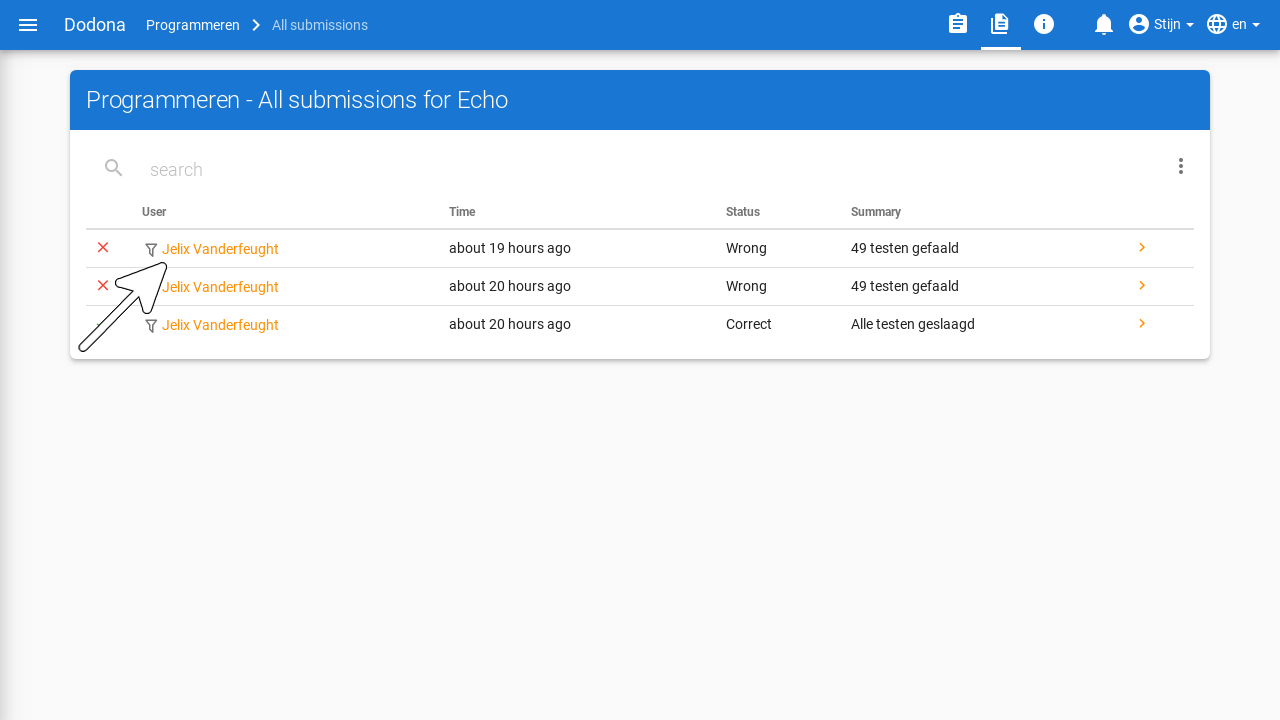 Dodona Programmeren All submissions Stijn en
Programmeren - All submissions for Echo
search
User Time Status Summary
Jelix Vanderfeught about 19 hours ago Wrong 49 testen gefaald
Jelix Vanderfeught about 20 hours ago Wrong 49 testen gefaald
Jelix Vanderfeught about 20 hours ago Correct Alle testen geslaagd